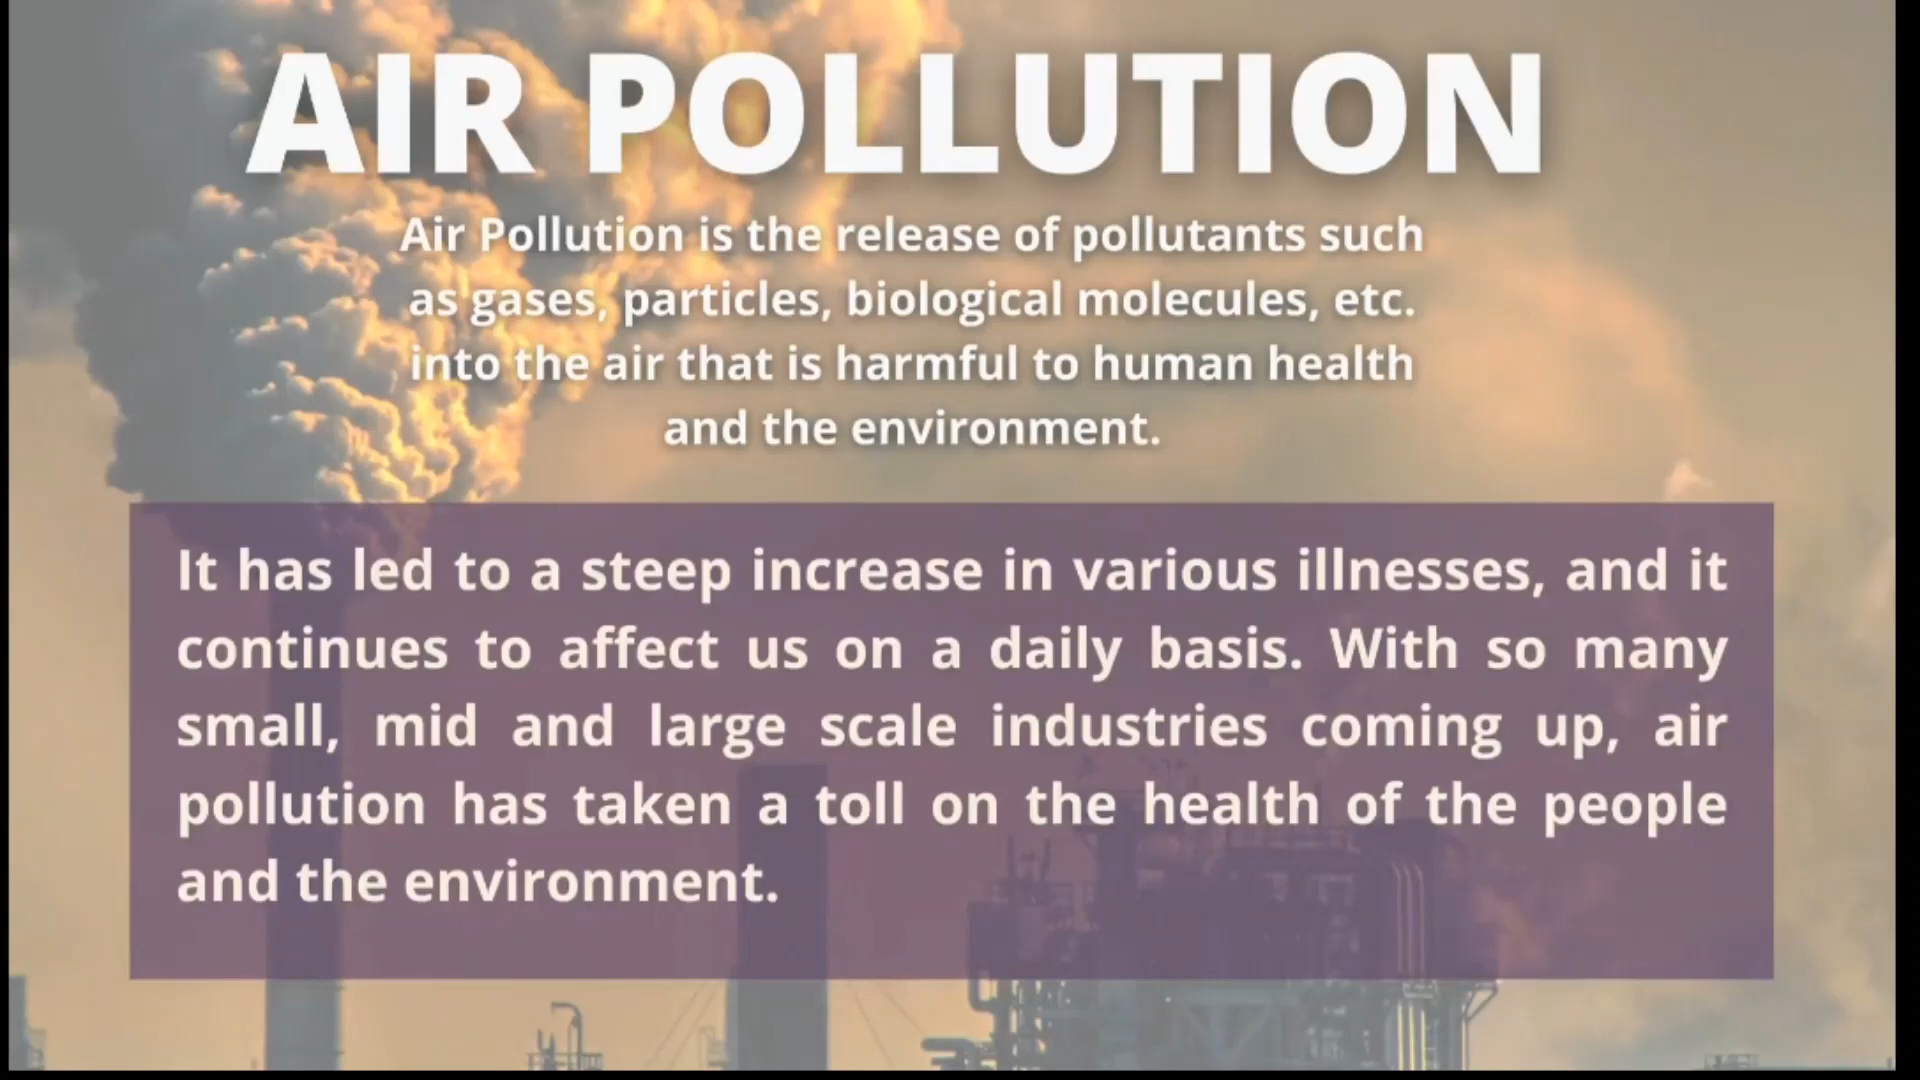 AIR POLLUTION
Air Pollution is the release of pollutants such
as gases, particles, biological molecules, etc.
into the air that is harmful to human health
and the environment.
It has led to a steep increase in various illnesses, and it
continues to affect us on a daily basis. With so many
small, mid and large scale industries coming up, air
pollution has taken a toll on the health of the people
and the environment.